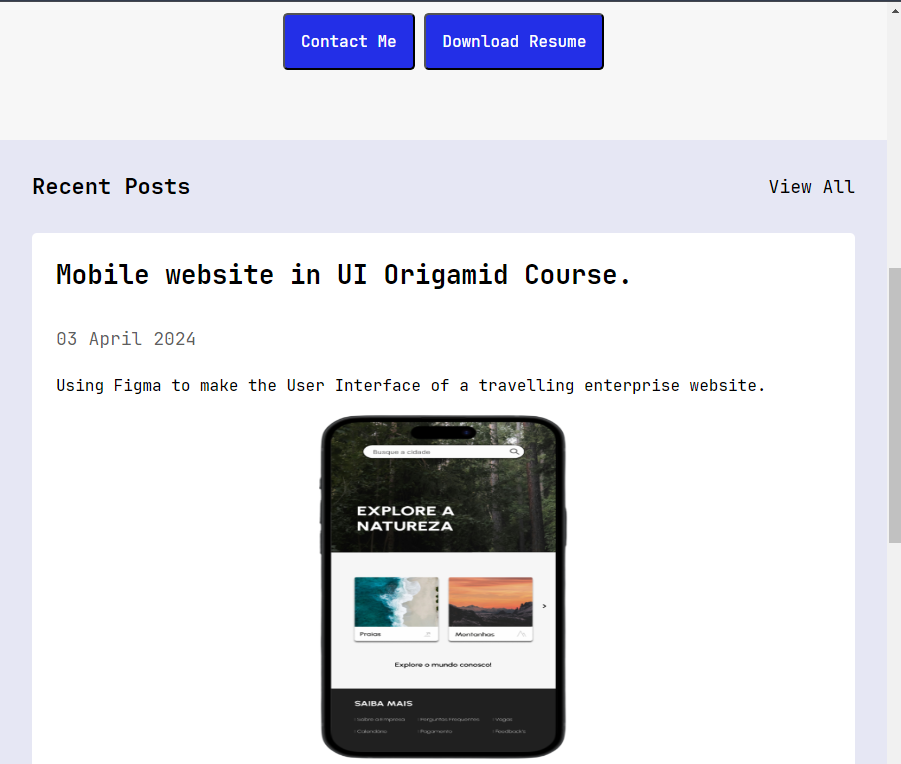 Contact Me Download Resume
Recent Posts View All
Mobile website in UI Origamid Course.
03 April 2024
Using Figma to make the User Interface of a travelling enterprise website.
Busque a cidade
EXPLORE A
NATUREZA
Praias Montanhas
Explore o mundo conosco!
SAIBA MAIS
Sobre a Empresa Perguntas Frequentes Vagas
Calendário Pagamento Feedbacks